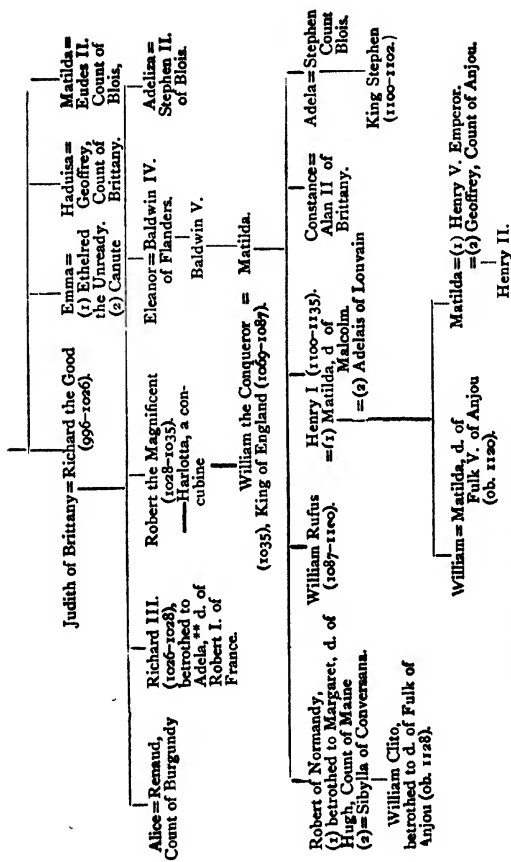 Judith of Brittany=Richard the Good
(996-1026).
Emma=
(1) Ethelred
the Unready.
(2) Canute
Haduisa=
Geoffrey,
Count of
Brittany.
Matilda=
Eudes II.
Count of
Blois,
Alice=Renaud,
Count of Burgundy
Richard III.
(1026-1028),
betrothed to
Adela,** d. of
Robert I. of
France.
Robert the Magnificent
(1028-1035).
Harlotta, a con-
cubine
Eleanor=Baldwin IV.
of Flanders.
Baldwin V.
Adeliza=
Stephen II.
of Blois.
William the Conqueror = Matilda.
(1035), King of England (1069-1087).
Robert of Normandy,
(1) betrothed to Margaret, d. of
Hugh, Count of Maine
(2)=Sibylla of Conversana.
William Clito,
betrothed to d. of Fulk of
Anjou (ob. 1128).
William Rufus
(1087-1100).
Henry I (1100-1135).
=(1) Matilda, d of
Malcolm.
=(2) Adelais of Louvain
Constance=
Alan II of
Brittany.
Adela=Stephen
Count
Blois.
King Stephen
(1100-1102.)
William=Matilda, d. of
Fulk V. of Anjou
(ob. 1120).
Matilda=(1) Henry V. Emperor.
=(2) Geoffrey, Count of Anjou.
Henry II.